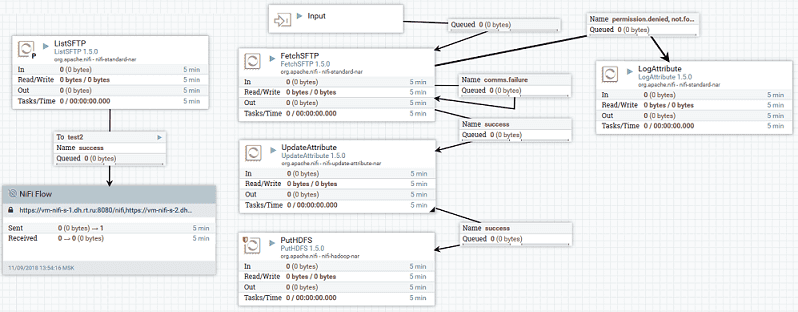 ListSFTP
ListSFTP 1.5.0
org.apache.nifi - nifi-standard-nar
In 0 (0 bytes) 5 min
Read/Write 0 bytes / 0 bytes 5 min
Out 0 (0 bytes) 5 min
Tasks/Time 0 / 00:00:00.000 5 min
To test2
Name success
Queued 0 (0 bytes)
NiFi Flow
https://vm-nifi-s-1.dh.rt.ru:8080/nifi,https://vm-nifi-s-2.dh...
Sent 0 (0 bytes) → 1 5 min
Received 0 → 0 (0 bytes) 5 min
11/09/2018 13:54:16 MSK
Input
Queued 0 (0 bytes)
FetchSFTP
FetchSFTP 1.5.0
org.apache.nifi - nifi-standard-nar
In 0 (0 bytes) 5 min
Read/Write 0 bytes / 0 bytes 5 min
Out 0 (0 bytes) 5 min
Tasks/Time 0 / 00:00:00.000 5 min
Name comms.failure
Queued 0 (0 bytes)
Name success
Queued 0 (0 bytes)
UpdateAttribute
UpdateAttribute 1.5.0
org.apache.nifi - nifi-update-attribute-nar
In 0 (0 bytes) 5 min
Read/Write 0 bytes / 0 bytes 5 min
Out 0 (0 bytes) 5 min
Tasks/Time 0 / 00:00:00.000 5 min
Name success
Queued 0 (0 bytes)
PutHDFS
PutHDFS 1.5.0
org.apache.nifi - nifi-hadoop-nar
In 0 (0 bytes) 5 min
Read/Write 0 bytes / 0 bytes 5 min
Out 0 (0 bytes) 5 min
Tasks/Time 0 / 00:00:00.000 5 min
Name permission.denied, not.fo...
Queued 0 (0 bytes)
LogAttribute
LogAttribute 1.5.0
org.apache.nifi - nifi-standard-nar
In 0 (0 bytes) 5 min
Read/Write 0 bytes / 0 bytes 5 min
Out 0 (0 bytes) 5 min
Tasks/Time 0 / 00:00:00.000 5 min